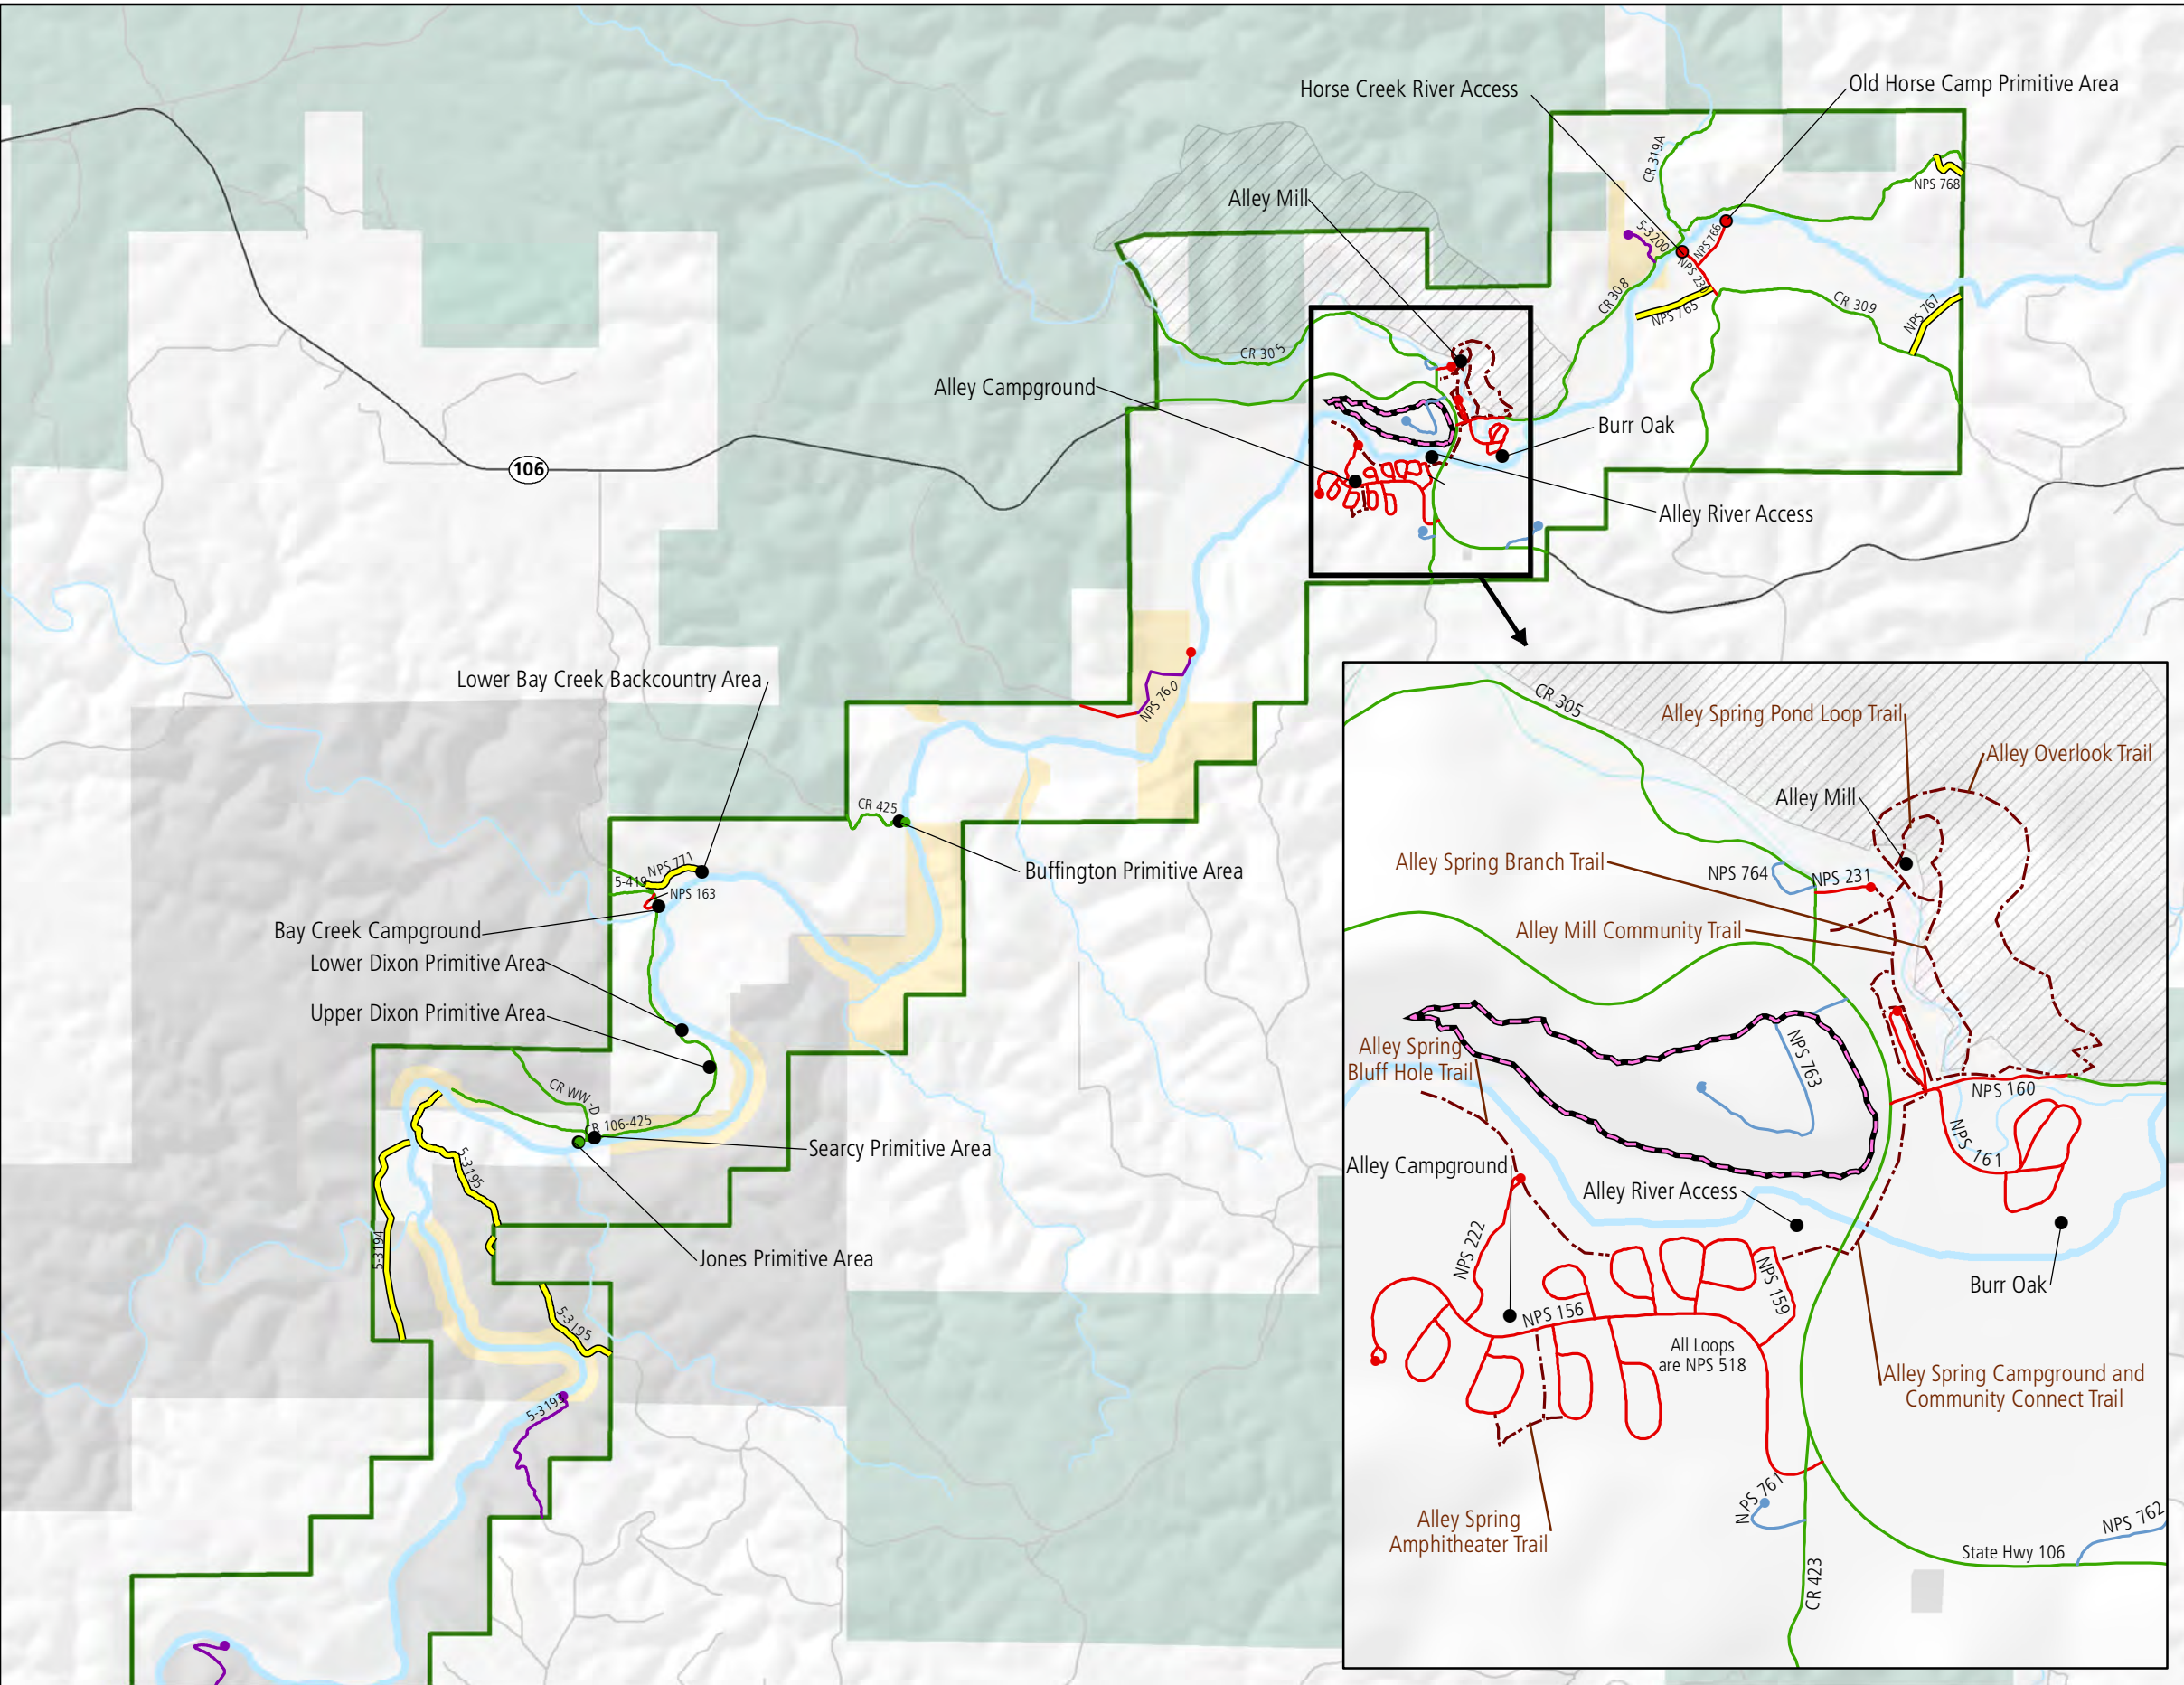 Horse Creek River Access
Old Horse Camp Primitive Area
CR 319A
NPS 768
Alley Mill
5-3200
NPS 766
NPS 230
CR 308
NPS 765
CR 309
NPS 767
CR 305
Alley Campground
Burr Oak
106
Alley River Access
Lower Bay Creek Backcountry Area
NPS 760
CR 425
NPS 771
5-419
NPS 163
Buffington Primitive Area
Bay Creek Campground
Lower Dixon Primitive Area
Upper Dixon Primitive Area
CR WW-D
CR 106-425
Searcy Primitive Area
5-3195
5-3194
Jones Primitive Area
5-3195
5-3193
CR 305
Alley Spring Pond Loop Trail
Alley Overlook Trail
Alley Mill
Alley Spring Branch Trail
NPS 764
NPS 231
Alley Mill Community Trail
Alley Spring
Bluff Hole Trail
NPS 763
NPS 160
NPS 161
Alley Campground
Alley River Access
NPS 222
NPS 159
Burr Oak
NPS 156
All Loops
are NPS 518
Alley Spring Campground and
Community Connect Trail
NPS 761
Alley Spring
Amphitheater Trail
NPS 762
State Hwy 106
CR 423